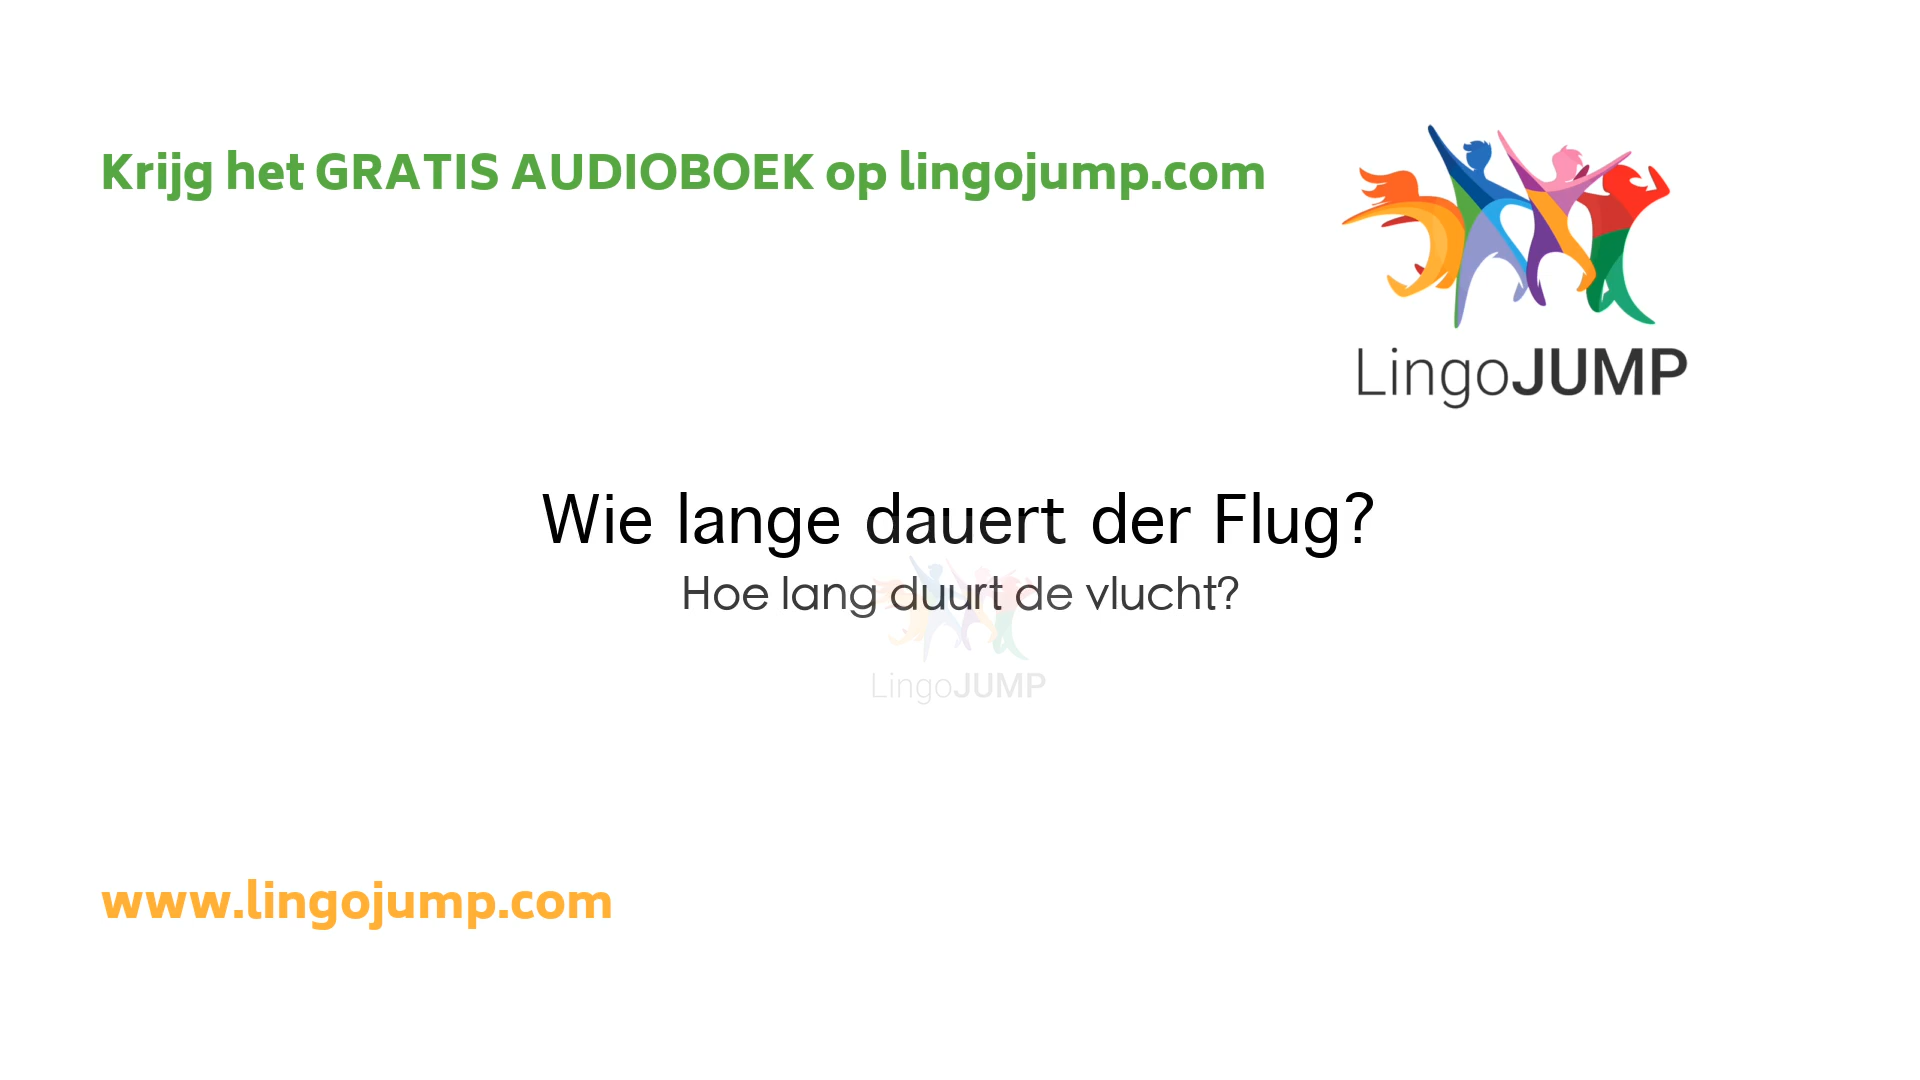 Krijg het GRATIS AUDIOBOEK op lingojump.com
LingoJUMP
Wie lange dauert der Flug?
Hoe lang duurt de vlucht?
LingoJUMP
www.lingojump.com